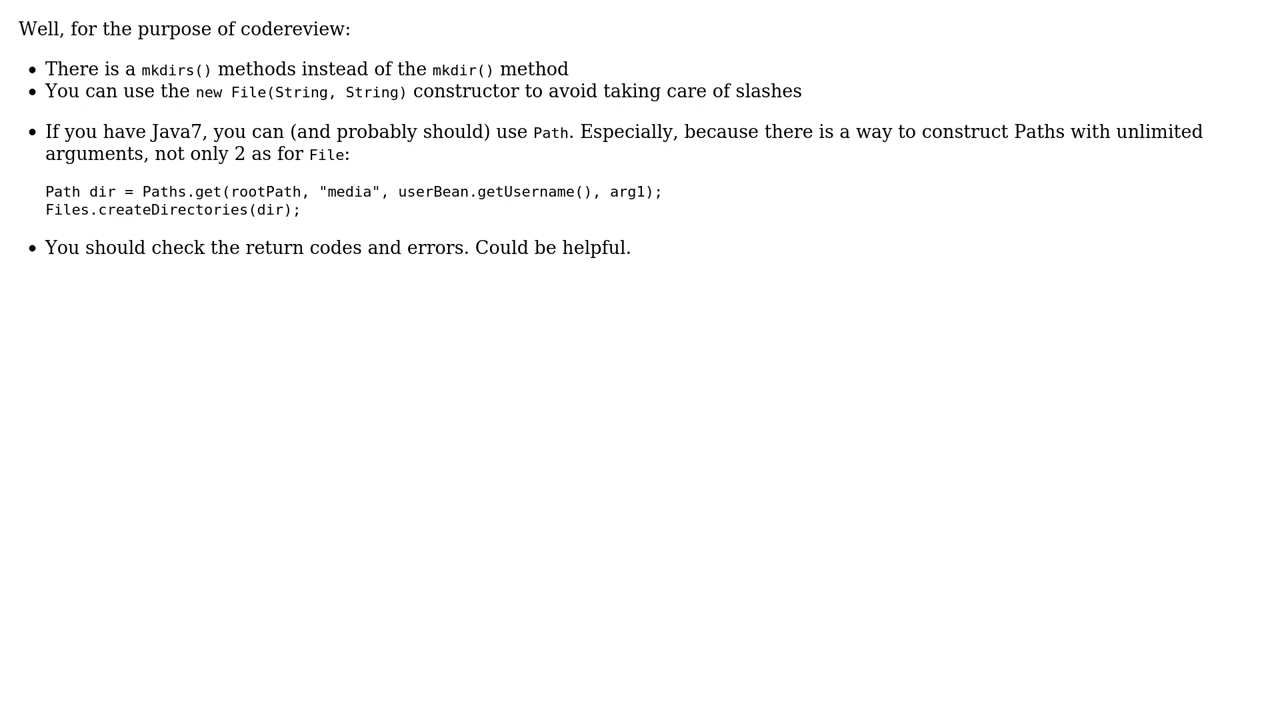 Well, for the purpose of codereview:
There is a mkdirs() methods instead of the mkdir() method
You can use the new File(String, String) constructor to avoid taking care of slashes
If you have Java7, you can (and probably should) use Path. Especially, because there is a way to construct Paths with unlimited
arguments, not only 2 as for File:
Path dir = Paths.get(rootPath, "media", userBean.getUsername(), arg1);
Files.createDirectories(dir);
You should check the return codes and errors. Could be helpful.